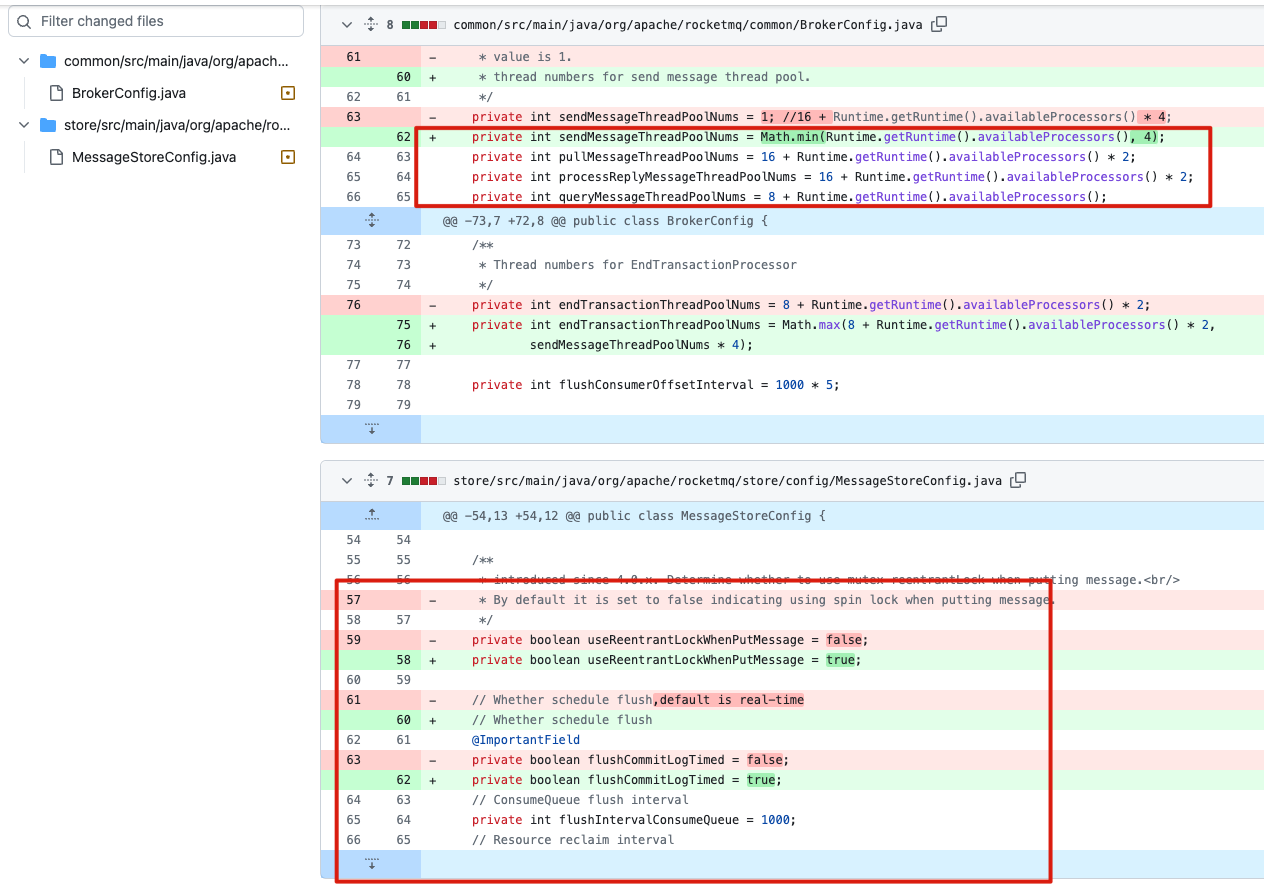 Filter changed files
common/src/main/java/org/apach...
BrokerConfig.java
store/src/main/java/org/apache/ro...
MessageStoreConfig.java
8 common/src/main/java/org/apache/rocketmq/common/BrokerConfig.java
61 - * value is 1.
60 + * thread numbers for send message thread pool.
62 61 */
63 - private int sendMessageThreadPoolNums = 1; //16 + Runtime.getRuntime().availableProcessors() * 4;
62 + private int sendMessageThreadPoolNums = Math.min(Runtime.getRuntime().availableProcessors(), 4);
64 63 private int pullMessageThreadPoolNums = 16 + Runtime.getRuntime().availableProcessors() * 2;
65 64 private int processReplyMessageThreadPoolNums = 16 + Runtime.getRuntime().availableProcessors() * 2;
66 65 private int queryMessageThreadPoolNums = 8 + Runtime.getRuntime().availableProcessors();
@@ -73,7 +72,8 @@ public class BrokerConfig {
73 72 /**
74 73 * Thread numbers for EndTransactionProcessor
75 74 */
76 - private int endTransactionThreadPoolNums = 8 + Runtime.getRuntime().availableProcessors() * 2;
75 + private int endTransactionThreadPoolNums = Math.max(8 + Runtime.getRuntime().availableProcessors() * 2,
76 + sendMessageThreadPoolNums * 4);
77 77
78 78 private int flushConsumerOffsetInterval = 1000 * 5;
79 79
7 store/src/main/java/org/apache/rocketmq/store/config/MessageStoreConfig.java
@@ -54,13 +54,12 @@ public class MessageStoreConfig {
54 54
55 55 /**
56 56 * introduced since 4.0.x. Determine whether to use mutex reentrantLock when putting message.<br/>
57 - * By default it is set to false indicating using spin lock when putting message.
58 57 */
59 - private boolean useReentrantLockWhenPutMessage = false;
58 + private boolean useReentrantLockWhenPutMessage = true;
60 59
61 - // Whether schedule flush,default is real-time
60 + // Whether schedule flush
62 61 @ImportantField
63 - private boolean flushCommitLogTimed = false;
62 + private boolean flushCommitLogTimed = true;
64 63 // ConsumeQueue flush interval
65 64 private int flushIntervalConsumeQueue = 1000;
66 65 // Resource reclaim interval